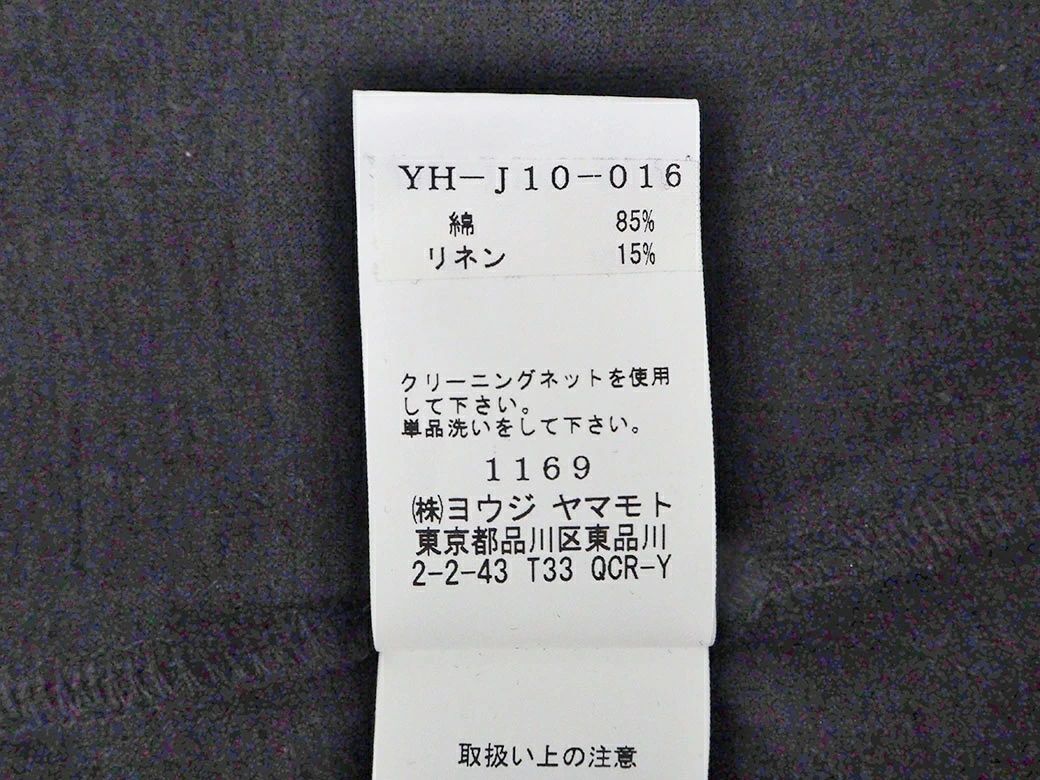 YH-J10-016
綿 85%
リネン 15%
クリーニングネットを使用
して下さい。
単品洗いをして下さい。
1169
㈱ヨウジ ヤマモト
東京都品川区東品川
2-2-43 T33 QCR-Y
取扱い上の注意